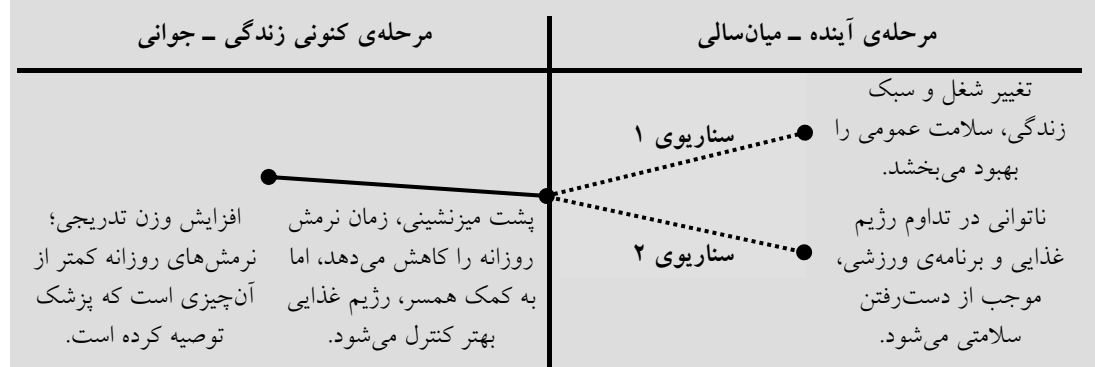 مرحله‌ی کنونی زندگی ـ جوانی
مرحله‌ی آینده ـ میان‌سالی
افزایش وزن تدریجی؛
نرمش‌های روزانه کمتر از
آن‌چیزی است که پزشک
توصیه کرده است.
پشت میزنشینی، زمان نرمش
روزانه را کاهش می‌دهد، اما
به کمک همسر، رژیم غذایی
بهتر کنترل می‌شود.
سناریوی ۱
تغییر شغل و سبک
زندگی، سلامت عمومی را
بهبود می‌بخشد.
سناریوی ۲
ناتوانی در تداوم رژیم
غذایی و برنامه‌ی ورزشی،
موجب از دست‌رفتن
سلامتی می‌شود.